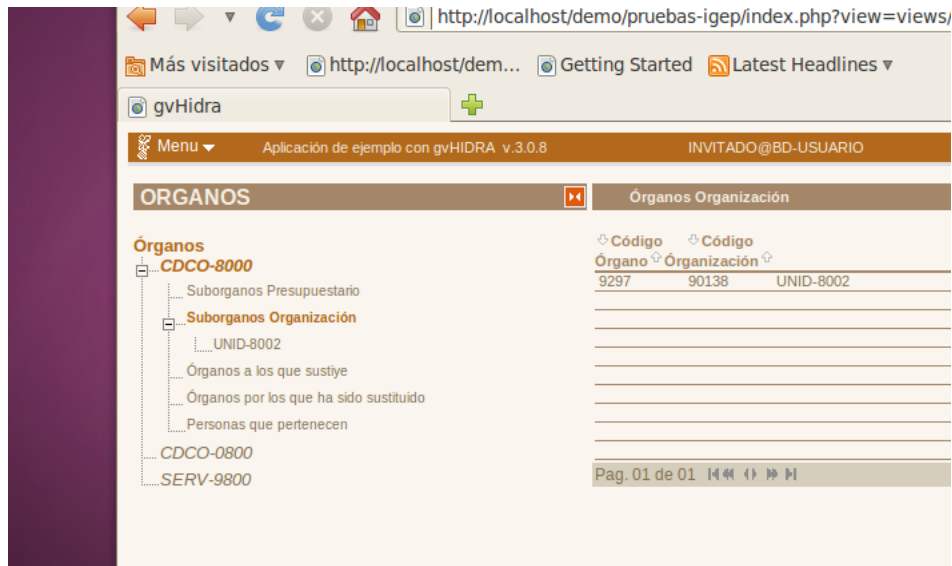 http://localhost/demo/pruebas-igep/index.php?view=views/
Más visitados
http://localhost/dem...
Getting Started
Latest Headlines
gvHidra
Menu
Aplicación de ejemplo con gvHIDRA v.3.0.8
INVITADO@BD-USUARIO
ORGANOS
Órganos
CDCO-8000
Suborganos Presupuestario
Suborganos Organización
UNID-8002
Órganos a los que sustiye
Órganos por los que ha sido sustituido
Personas que pertenecen
CDCO-0800
SERV-9800
Órganos Organización
Código Código
Órgano Órganización
9297 90138 UNID-8002
Pag. 01 de 01